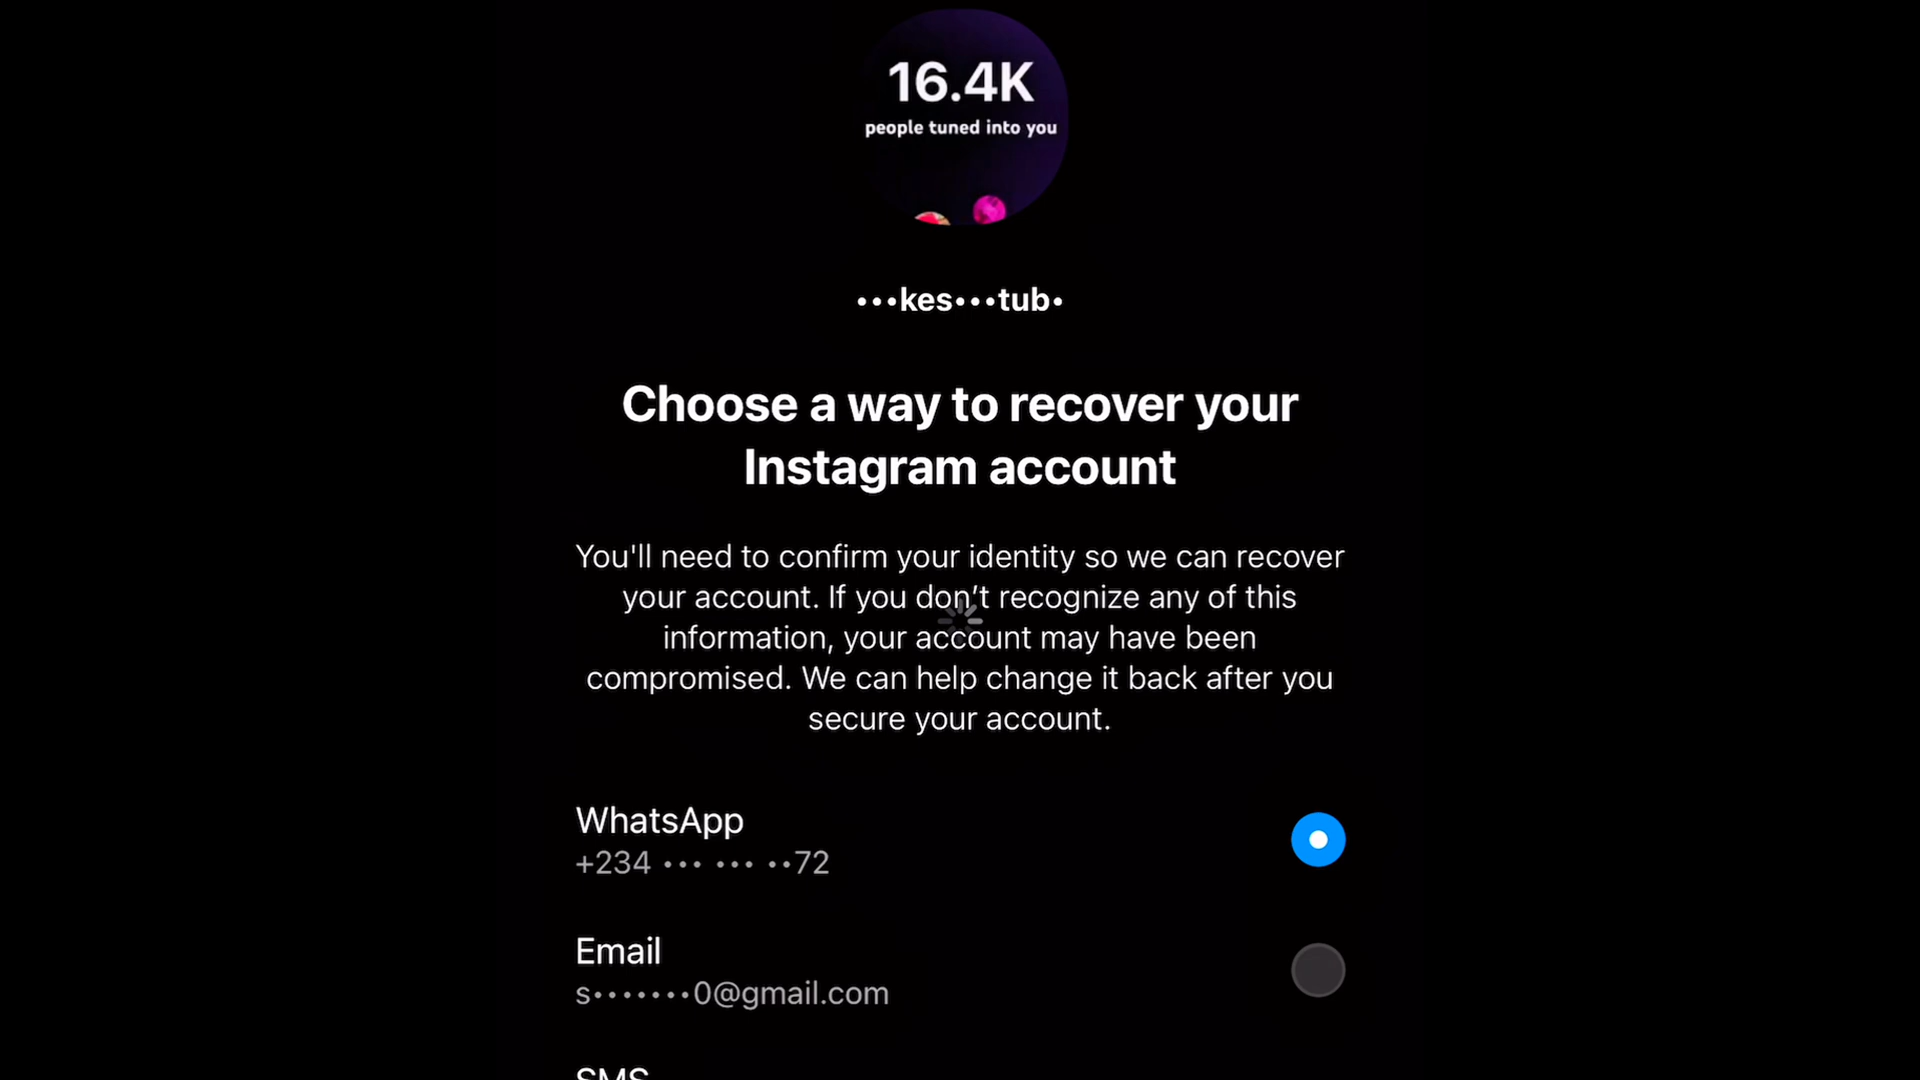 16.4K
people tuned into you
•••kes•••tub•
Choose a way to recover your
Instagram account
You'll need to confirm your identity so we can recover
your account. If you don’t recognize any of this
information, your account may have been
compromised. We can help change it back after you
secure your account.
WhatsApp
+234 ••• ••• ••72
Email
s•••••••0@gmail.com
SMS